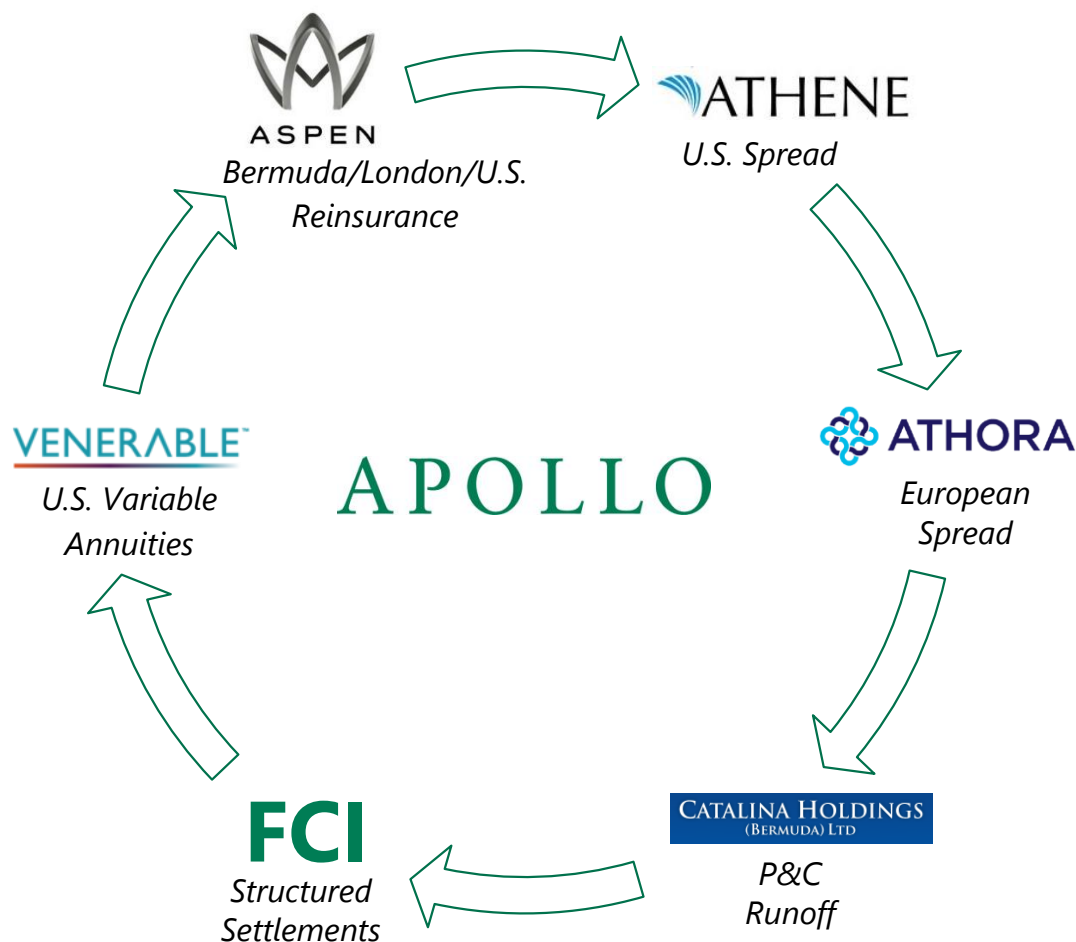 ASPEN
Bermuda/London/U.S.
Reinsurance
ATHENE
U.S. Spread
ATHORA
European
Spread
CATALINA HOLDINGS
(BERMUDA) LTD
P&C
Runoff
FCI
Structured
Settlements
VENERABLE™
U.S. Variable
Annuities
APOLLO